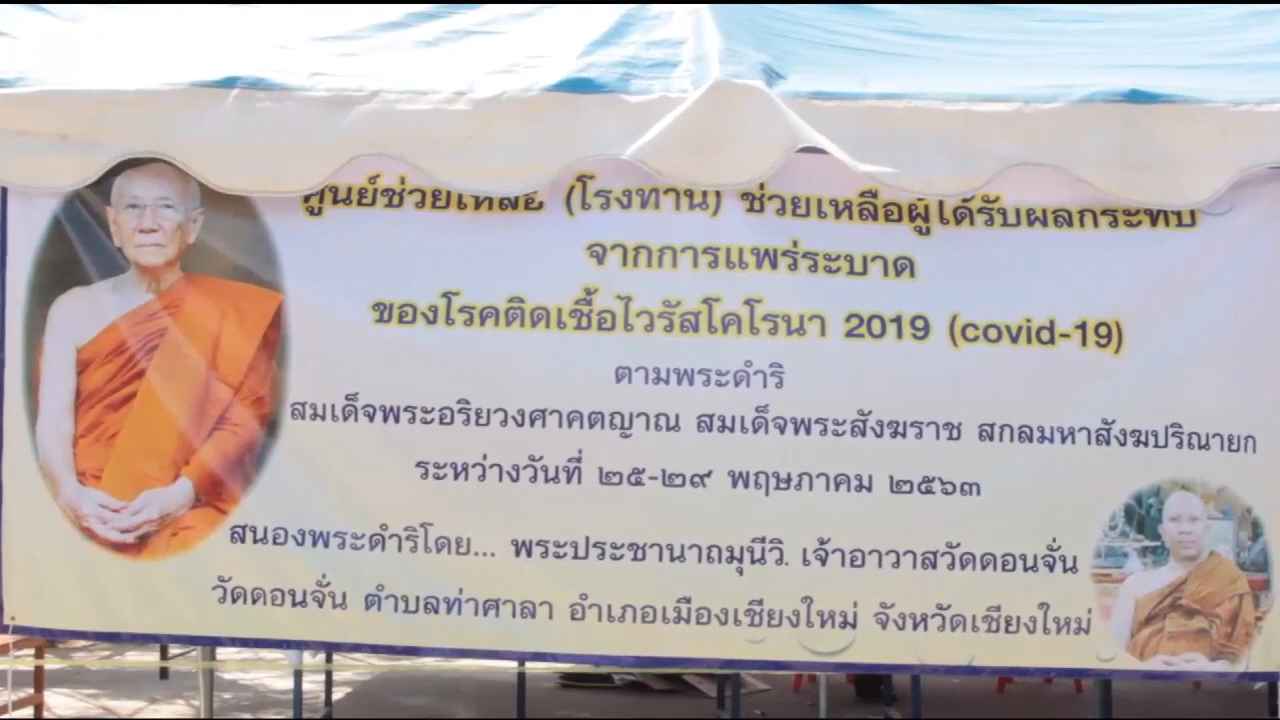 ศูนย์ช่วยเหลือ (โรงทาน) ช่วยเหลือผู้ได้รับผลกระทบ
จากการแพร่ระบาด
ของโรคติดเชื้อไวรัสโคโรนา 2019 (covid-19)
ตามพระดำริ
สมเด็จพระอริยวงศาคตญาณ สมเด็จพระสังฆราช สกลมหาสังฆปริณายก
ระหว่างวันที่ ๒๕-๒๙ พฤษภาคม ๒๕๖๓
สนองพระดำริโดย... พระประชานาถมุนีวิ. เจ้าอาวาสวัดดอนจั่น
วัดดอนจั่น ตำบลท่าศาลา อำเภอเมืองเชียงใหม่ จังหวัดเชียงใหม่